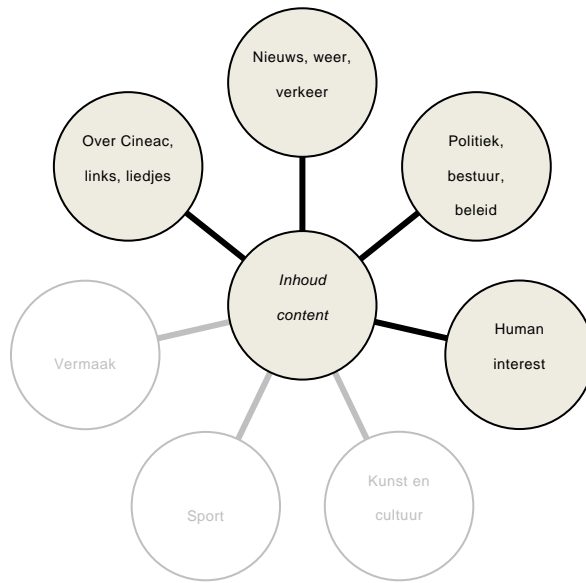 Nieuws, weer,
verkeer
Over Cineac,
links, liedjes
Politiek,
bestuur,
beleid
Inhoud
content
Human
interest
Vermaak
Kunst en
cultuur
Sport